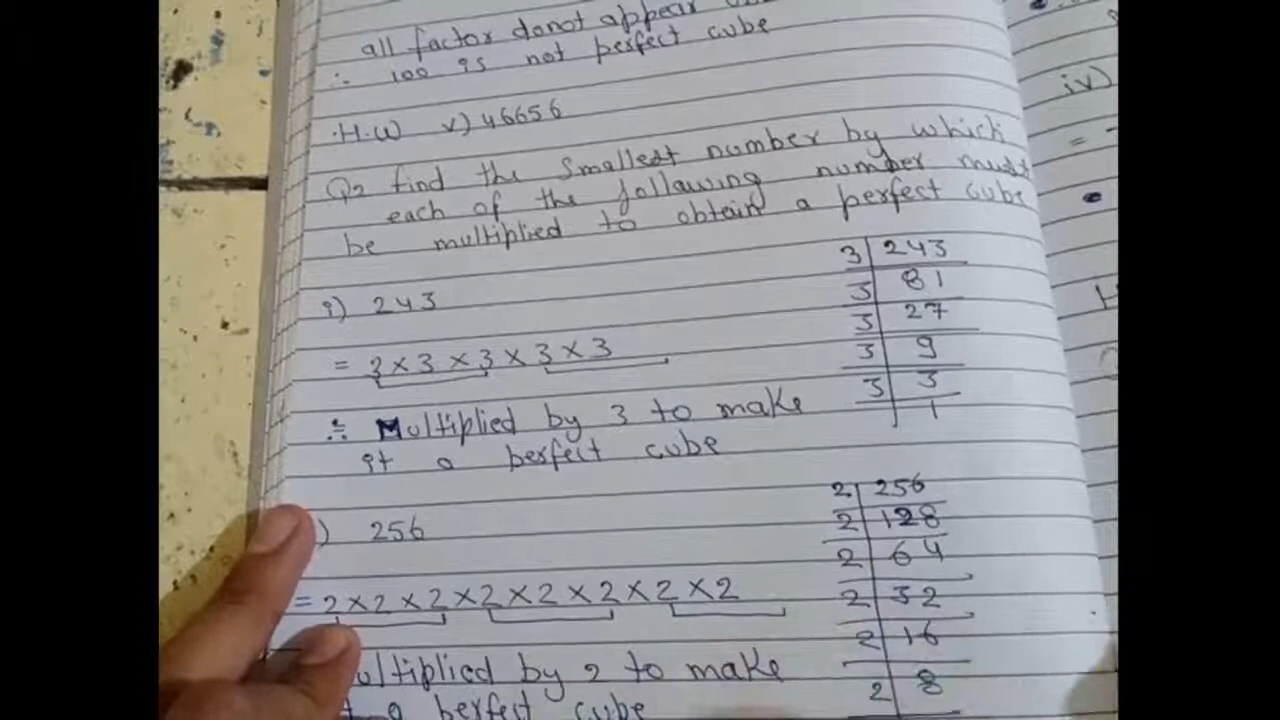 all factor donot appear
∴ 100 is not perfect cube
H.W v) 46656
Q2 find the smallest number by which
each of the following number must
be multiplied to obtain a perfect cube
i) 243
= 3 × 3 × 3 × 3 × 3
∴ Multiplied by 3 to make
it a perfect cube
3 | 243
3 | 81
3 | 27
3 | 9
3 | 3
| 1
) 256
= 2 × 2 × 2 × 2 × 2 × 2 × 2 × 2
ultiplied by 2 to make
a perfect cube
2 | 256
2 | 128
2 | 64
2 | 32
2 | 16
2 | 8
iv)
=